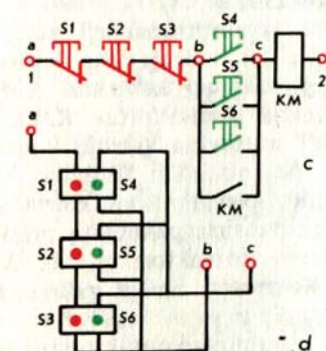 S1 S2 S3 S4
a b c
1 2
S5
KM
S6
a
KM
S1 S4
c
b c
S2 S5
S3 S6
d